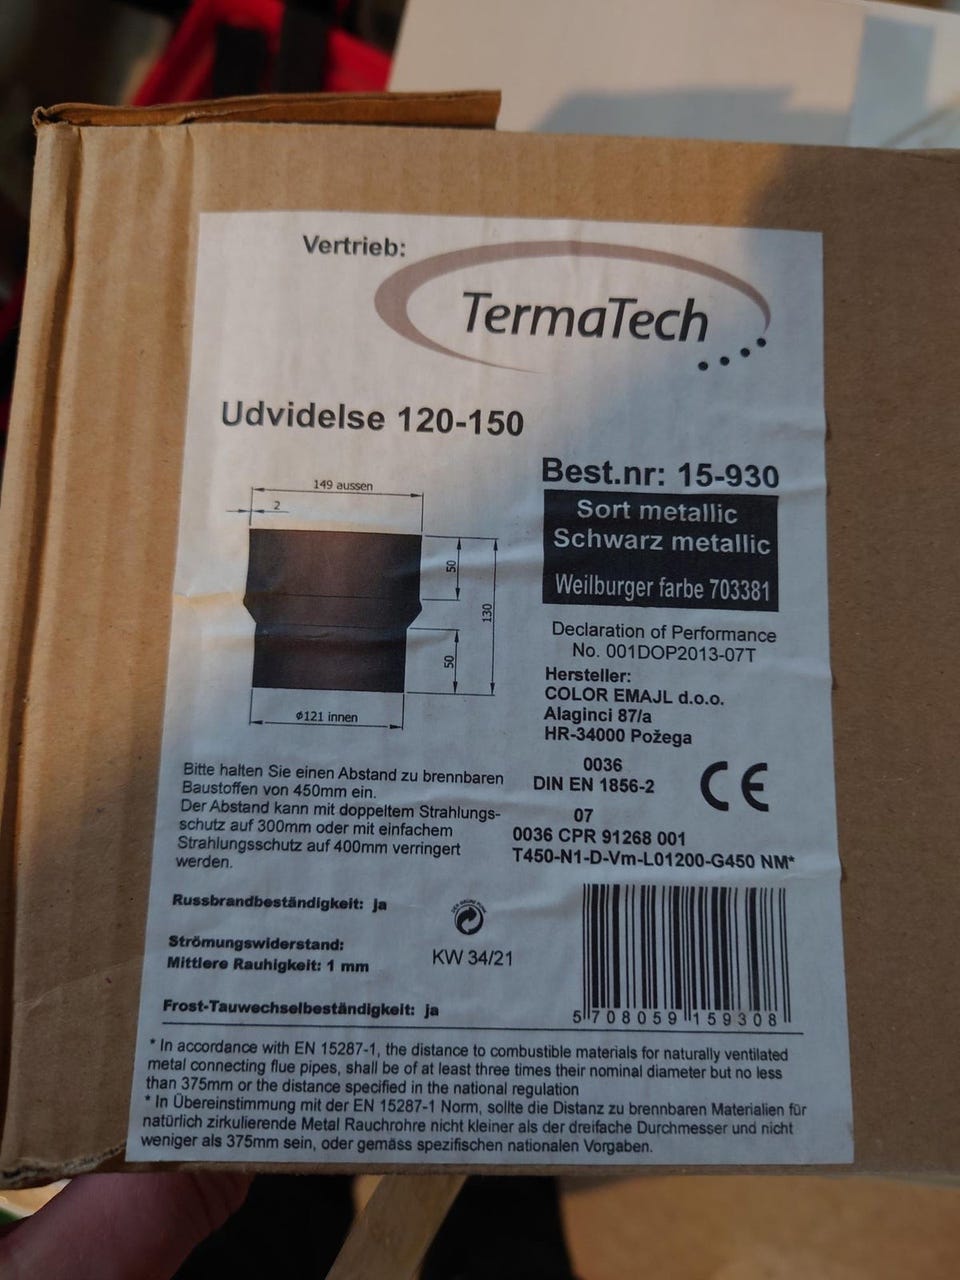 Vertrieb:
TermaTech
Udvidelse 120-150
Best.nr: 15-930
Sort metallic
Schwarz metallic
Weilburger farbe 703381
149 aussen
2
50
130
50
ø121 innen
Declaration of Performance
No. 001DOP2013-07T
Hersteller:
COLOR EMAJL d.o.o.
Alaginci 87/a
HR-34000 Požega
0036
DIN EN 1856-2
CE
07
0036 CPR 91268 001
T450-N1-D-Vm-L01200-G450 NM*
Bitte halten Sie einen Abstand zu brennbaren
Baustoffen von 450mm ein.
Der Abstand kann mit doppeltem Strahlungs-
schutz auf 300mm oder mit einfachem
Strahlungsschutz auf 400mm verringert
werden.
Russbrandbeständigkeit: ja
DER GRÜNE PUNKT
Strömungswiderstand:
Mittlere Rauhigkeit: 1 mm
KW 34/21
Frost-Tauwechselbeständigkeit: ja
5 708059 159308
* In accordance with EN 15287-1, the distance to combustible materials for naturally ventilated
metal connecting flue pipes, shall be of at least three times their nominal diameter but no less
than 375mm or the distance specified in the national regulation
* In Übereinstimmung mit der EN 15287-1 Norm, sollte die Distanz zu brennbaren Materialien für
natürlich zirkulierende Metal Rauchrohre nicht kleiner als der dreifache Durchmesser und nicht
weniger als 375mm sein, oder gemäss spezifischen nationalen Vorgaben.